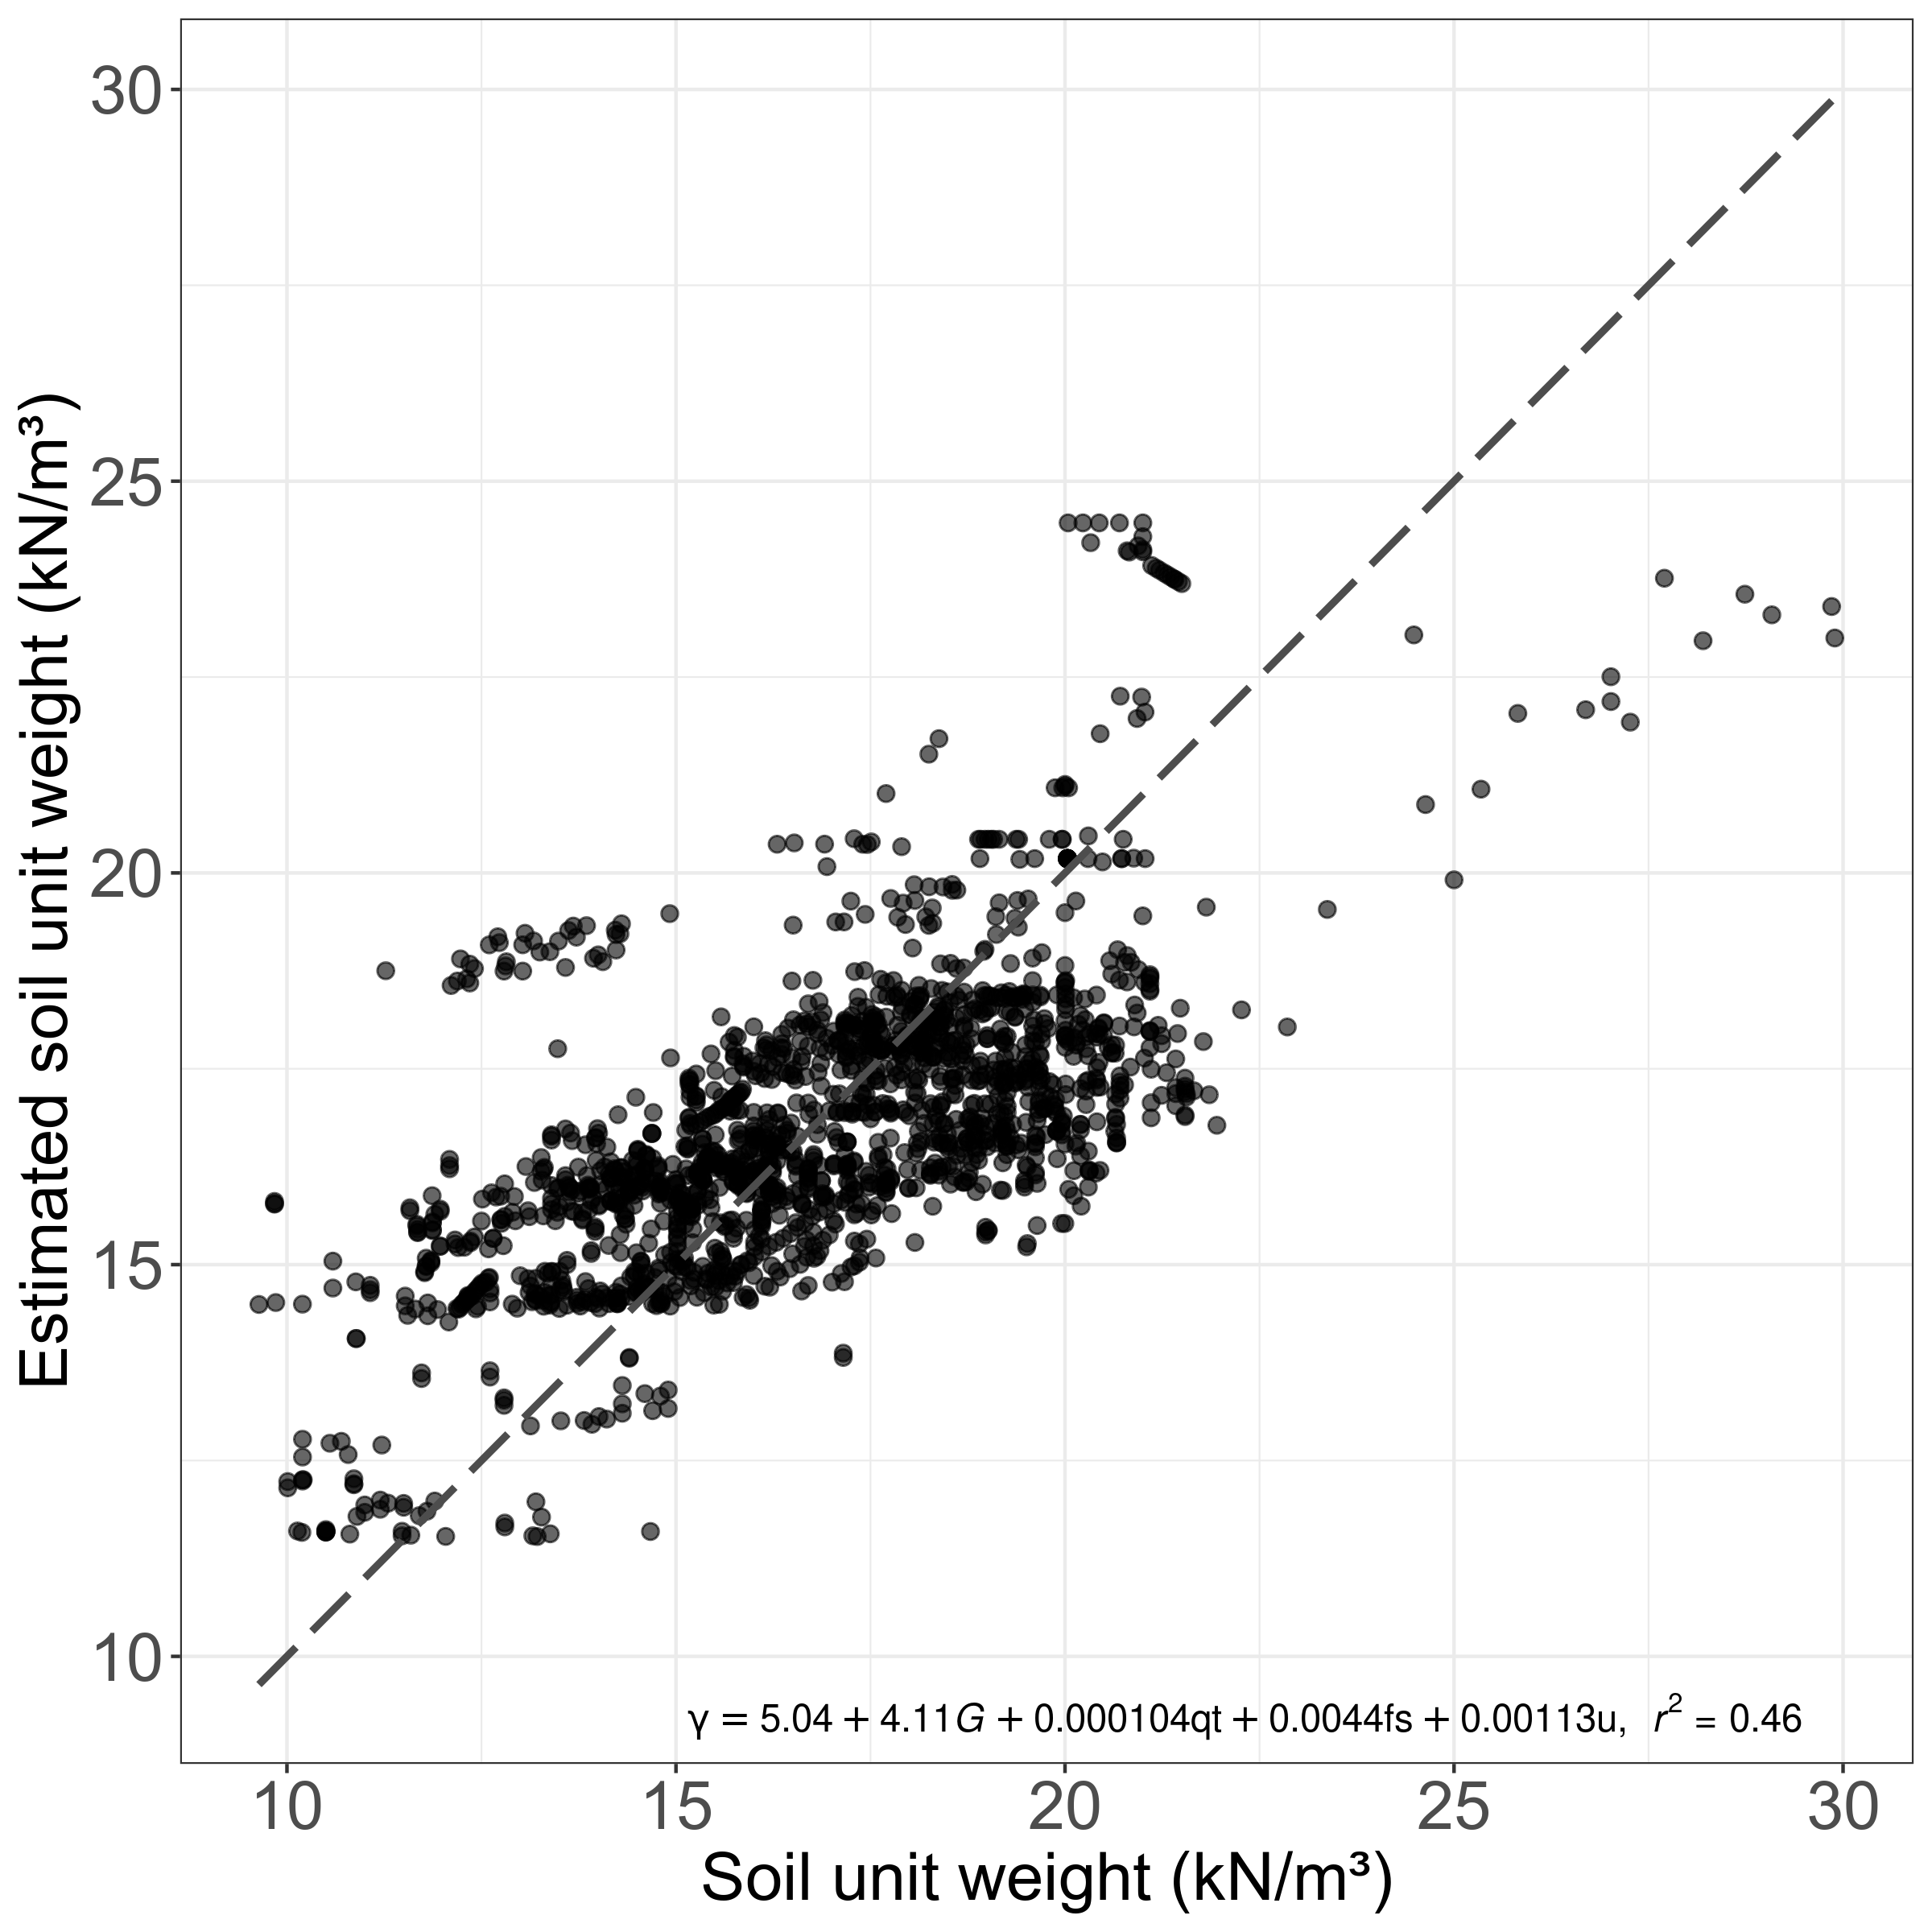 Estimated soil unit weight (kN/m³)
30
25
20
15
10
γ = 5.04 + 4.11G + 0.000104qt + 0.0044fs + 0.00113u, r² = 0.46
10 15 20 25 30
Soil unit weight (kN/m³)